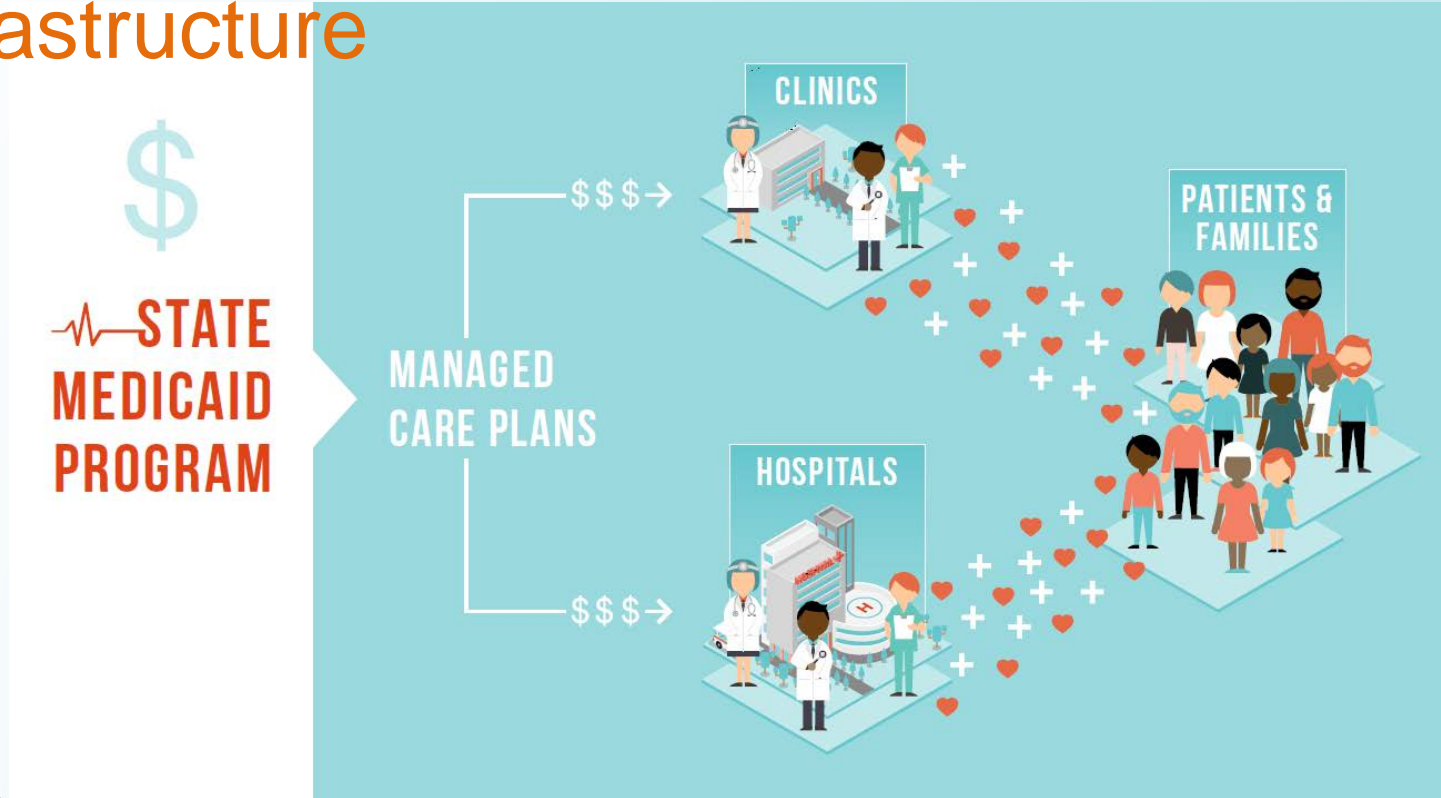 astructure
$
STATE
MEDICAID
PROGRAM
MANAGED
CARE PLANS
$$$→
CLINICS
$$$→
HOSPITALS
H
PATIENTS &
FAMILIES